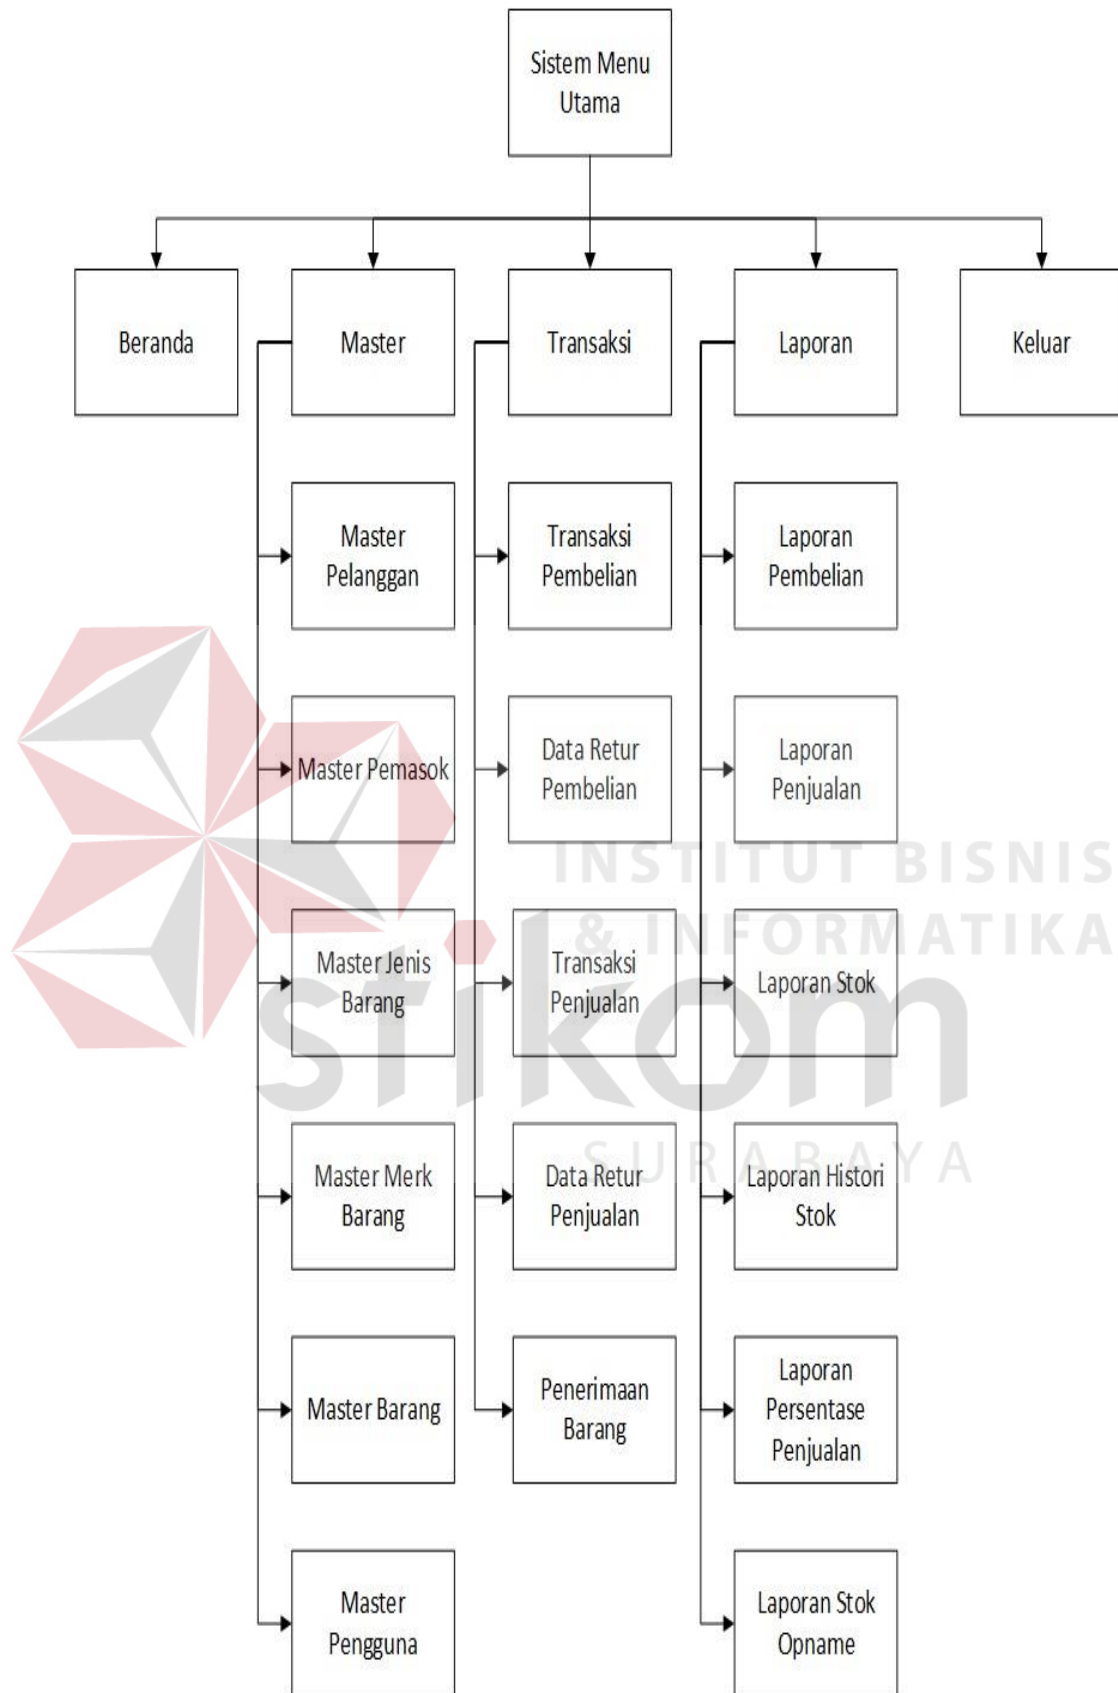 Sistem Menu
Utama
Beranda
Master
Transaksi
Laporan
Keluar
Master
Pelanggan
Transaksi
Pembelian
Laporan
Pembelian
Master Pemasok
Data Retur
Pembelian
Laporan
Penjualan
INSTITUT BISNIS
& INFORMATIKA
Master Jenis
Barang
Transaksi
Penjualan
Laporan Stok
stikom
SURABAYA
Master Merk
Barang
Data Retur
Penjualan
Laporan Histori
Stok
Master Barang
Penerimaan
Barang
Laporan
Persentase
Penjualan
Master
Pengguna
Laporan Stok
Opname